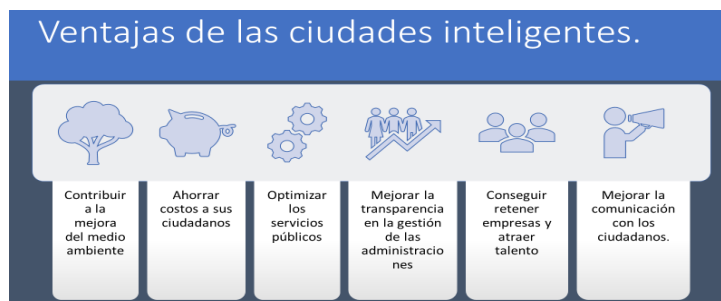 Ventajas de las ciudades inteligentes.
Contribuir
a la
mejora
del medio
ambiente
Ahorrar
costos a sus
ciudadanos
Optimizar
los
servicios
públicos
Mejorar la
transparencia
en la gestión
de las
administracio
nes
Conseguir
retener
empresas y
atraer
talento
Mejorar la
comunicación
con los
ciudadanos.